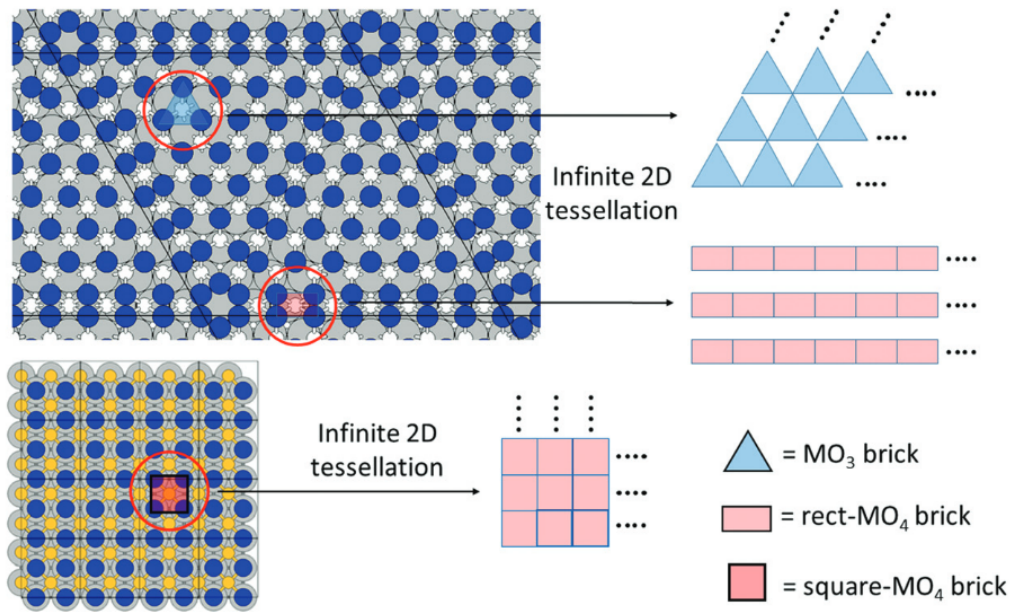 Infinite 2D
tessellation
Infinite 2D
tessellation
= MO₃ brick
= rect-MO₄ brick
= square-MO₄ brick